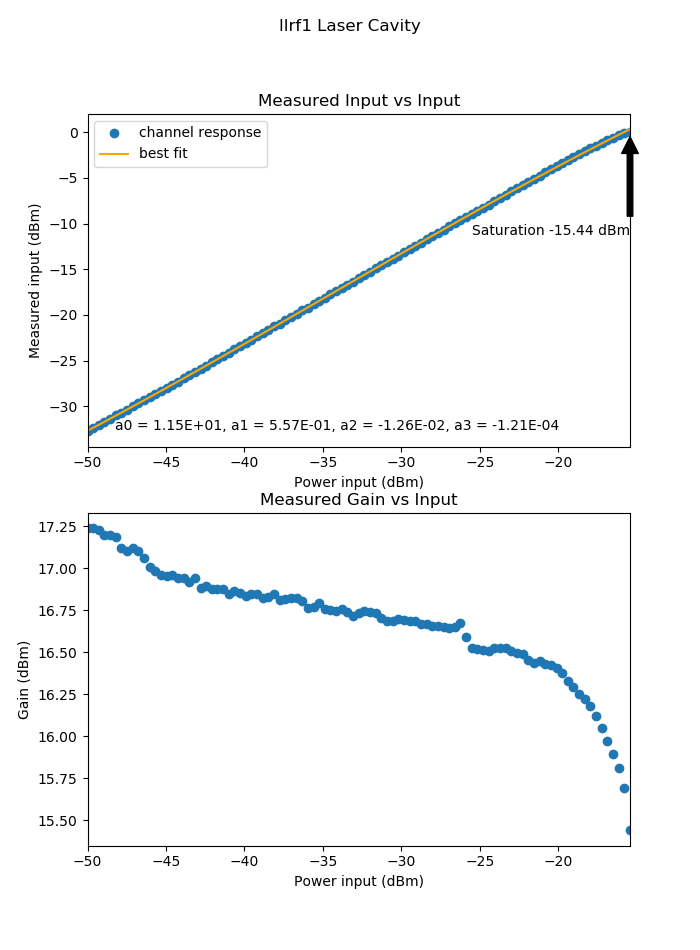 llrf1 Laser Cavity
Measured Input vs Input
channel response
best fit
0
−5
−10
−15
−20
−25
−30
Measured input (dBm)
Saturation -15.44 dBm
a0 = 1.15E+01, a1 = 5.57E-01, a2 = -1.26E-02, a3 = -1.21E-04
−50 −45 −40 −35 −30 −25 −20
Power input (dBm)
Measured Gain vs Input
17.25
17.00
16.75
16.50
16.25
16.00
15.75
15.50
Gain (dBm)
−50 −45 −40 −35 −30 −25 −20
Power input (dBm)